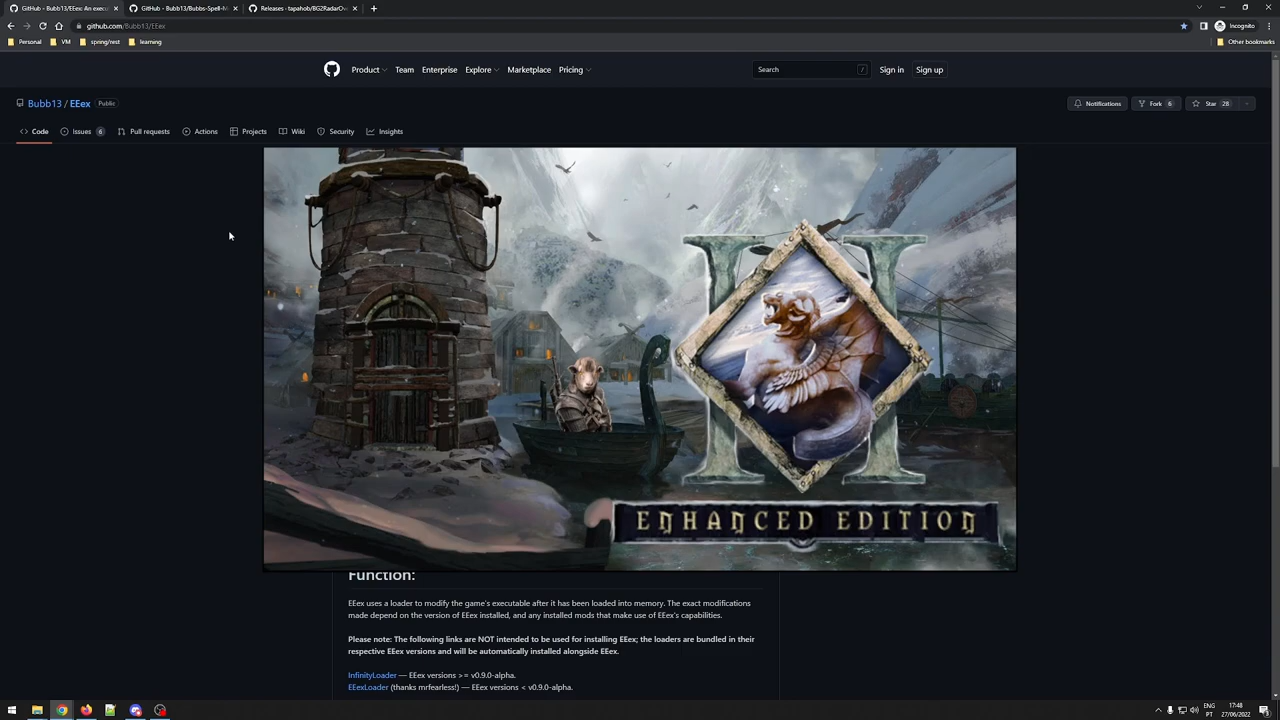 GitHub - Bubb13/EEex: An exec
GitHub - Bubb13/Bubbs-Spell-M
Releases - tapahob/BG2RadarOv
github.com/Bubb13/EEex
Incognito
Personal
VM
spring/rest
learning
Other bookmarks
Product
Team
Enterprise
Explore
Marketplace
Pricing
Search
/
Sign in
Sign up
Bubb13 / EEex Public
Notifications
Fork 6
Star 28
Code
Issues 6
Pull requests
Actions
Projects
Wiki
Security
Insights
II
ENHANCED EDITION
Function:
EEex uses a loader to modify the game's executable after it has been loaded into memory. The exact modifications
made depend on the version of EEex installed, and any installed mods that make use of EEex's capabilities.
Please note: The following links are NOT intended to be used for installing EEex; the loaders are bundled in their
respective EEex versions and will be automatically installed alongside EEex.
InfinityLoader — EEex versions >= v0.9.0-alpha.
EEexLoader (thanks mrfearless!) — EEex versions < v0.9.0-alpha.
ENG
PT
17:48
27/06/2022